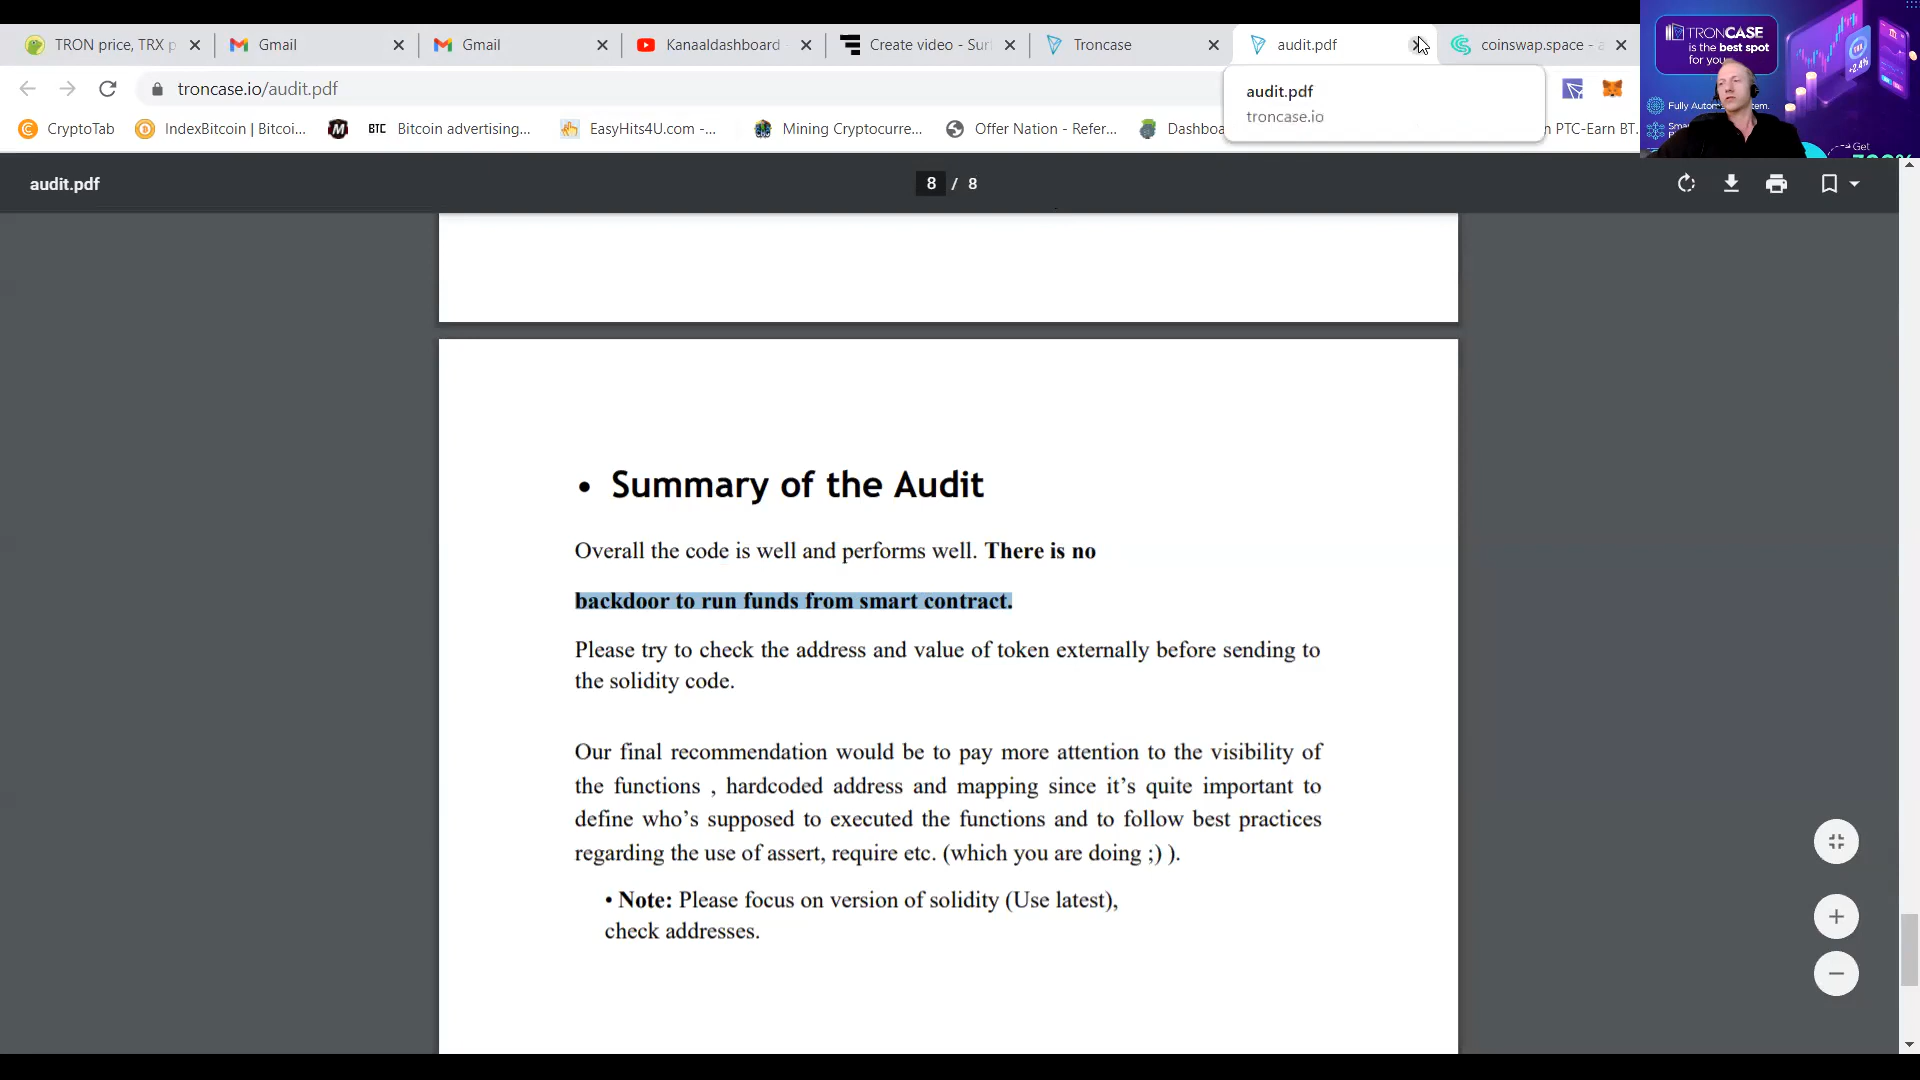 TRON price, TRX p
Gmail
Gmail
Kanaaldashboard
Create video - Sur
Troncase
audit.pdf
coinswap.space - a
troncase.io/audit.pdf
audit.pdf
troncase.io
CryptoTab
IndexBitcoin | Bitcoi...
BTC Bitcoin advertising...
EasyHits4U.com -...
Mining Cryptocurre...
Offer Nation - Refer...
Dashboa
PTC-Earn BT.
TRONCASE
is the best spot
for you
Fully Autom
Get
audit.pdf
8 / 8
• Summary of the Audit
Overall the code is well and performs well. There is no
backdoor to run funds from smart contract.
Please try to check the address and value of token externally before sending to
the solidity code.
Our final recommendation would be to pay more attention to the visibility of
the functions , hardcoded address and mapping since it’s quite important to
define who’s supposed to executed the functions and to follow best practices
regarding the use of assert, require etc. (which you are doing ;) ).
• Note: Please focus on version of solidity (Use latest),
check addresses.